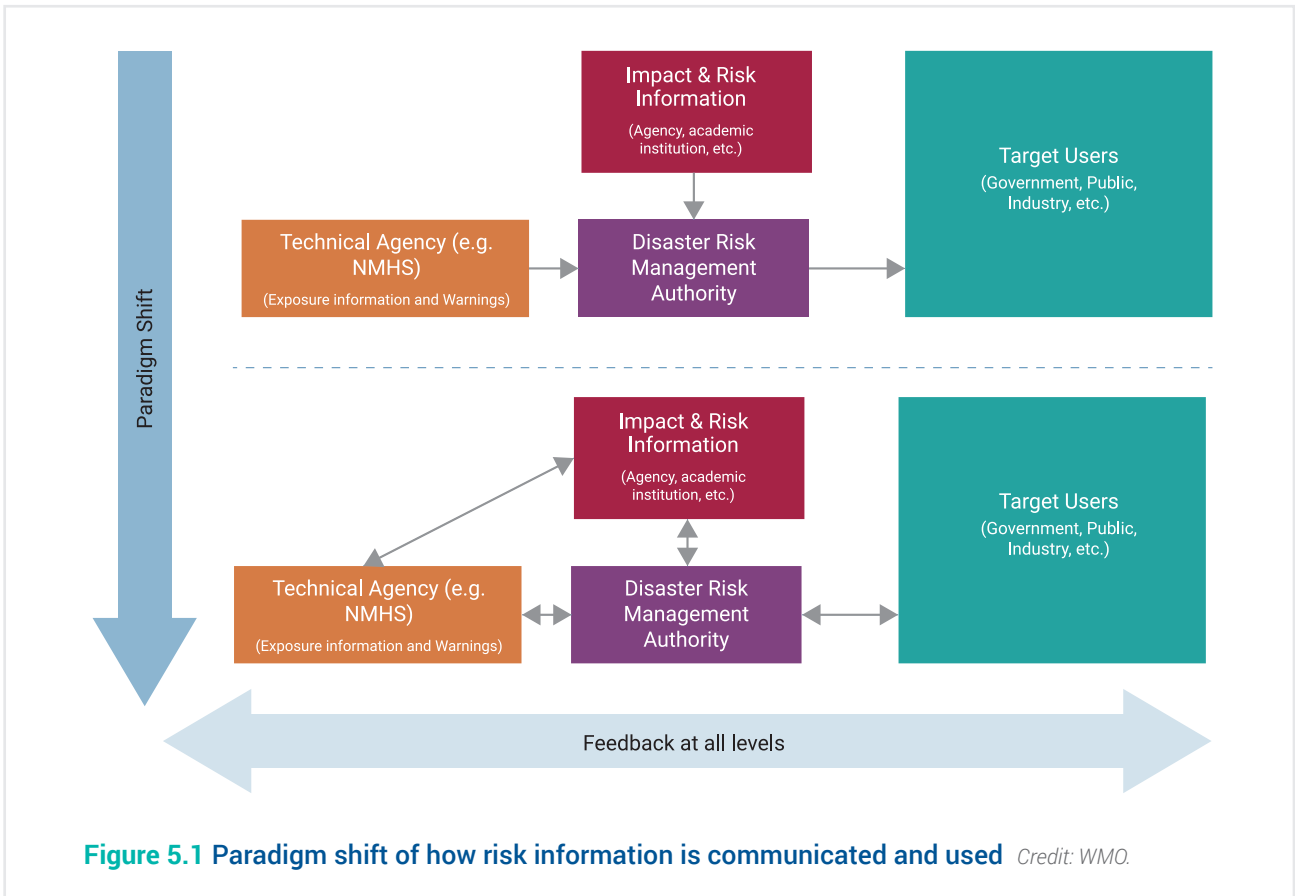 Paradigm Shift
Impact & Risk
Information
(Agency, academic
institution, etc.)
Target Users
(Government, Public,
Industry, etc.)
Technical Agency (e.g.
NMHS)
(Exposure information and Warnings)
Disaster Risk
Management
Authority
Impact & Risk
Information
(Agency, academic
institution, etc.)
Target Users
(Government, Public,
Industry, etc.)
Technical Agency (e.g.
NMHS)
(Exposure information and Warnings)
Disaster Risk
Management
Authority
Feedback at all levels
Figure 5.1 Paradigm shift of how risk information is communicated and used Credit: WMO.